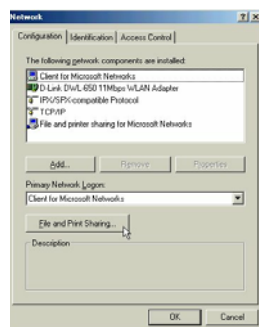 Network
Configuration | Identification | Access Control
The following network components are installed:
Client for Microsoft Networks
D-Link DWL-650 11Mbps WLAN Adapter
IPX/SPX-compatible Protocol
TCP/IP
File and printer sharing for Microsoft Networks
Add...
Remove
Properties
Primary Network Logon:
Client for Microsoft Networks
File and Print Sharing...
Description
OK
Cancel